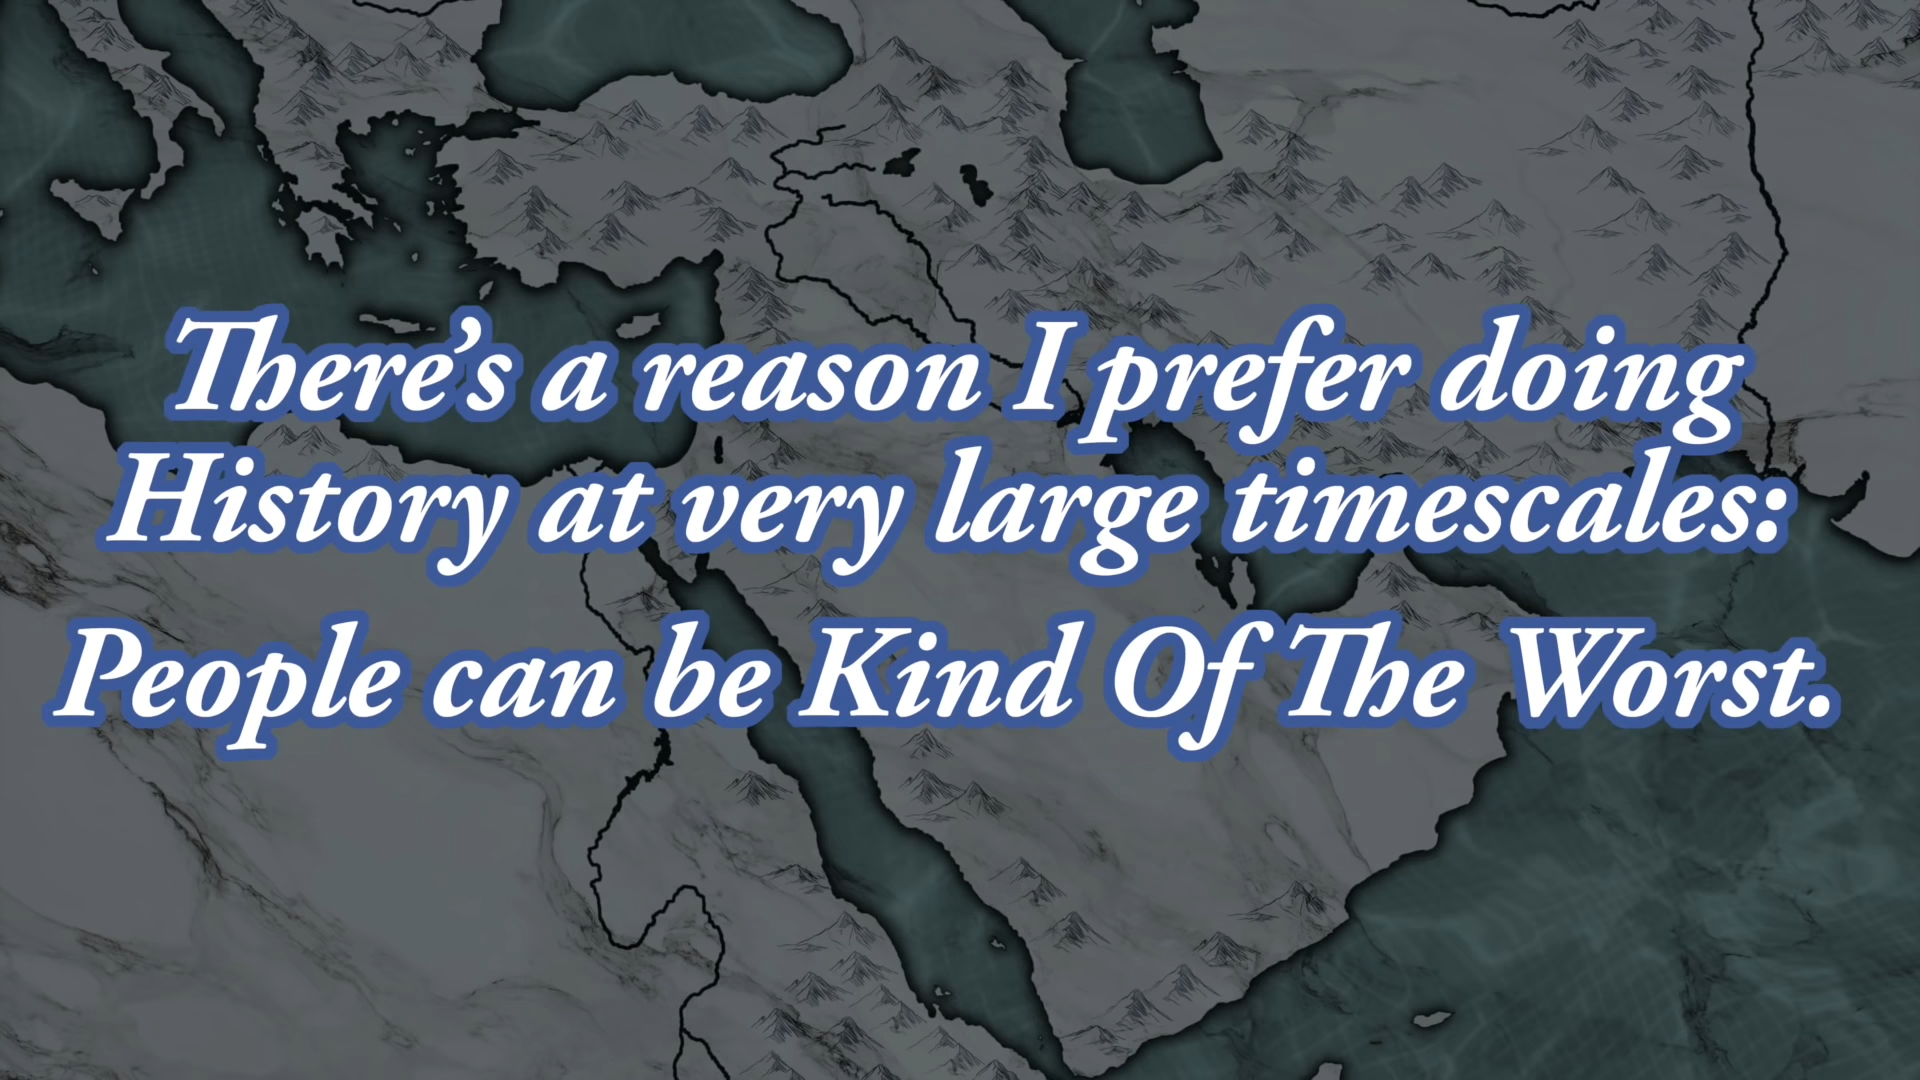 There’s a reason I prefer doing
History at very large timescales:
People can be Kind Of The Worst.